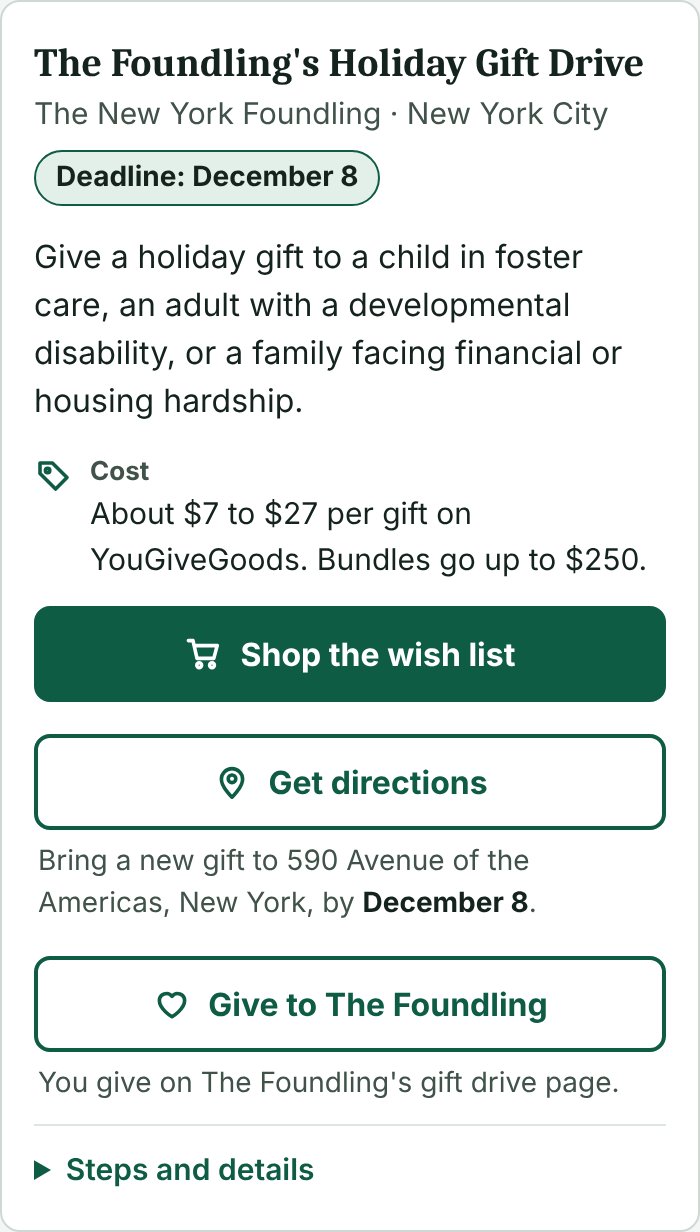 The Foundling's Holiday Gift Drive
The New York Foundling · New York City
Deadline: December 8
Give a holiday gift to a child in foster
care, an adult with a developmental
disability, or a family facing financial or
housing hardship.
Cost
About $7 to $27 per gift on
YouGiveGoods. Bundles go up to $250.
Shop the wish list
Get directions
Bring a new gift to 590 Avenue of the
Americas, New York, by December 8.
Give to The Foundling
You give on The Foundling's gift drive page.
Steps and details